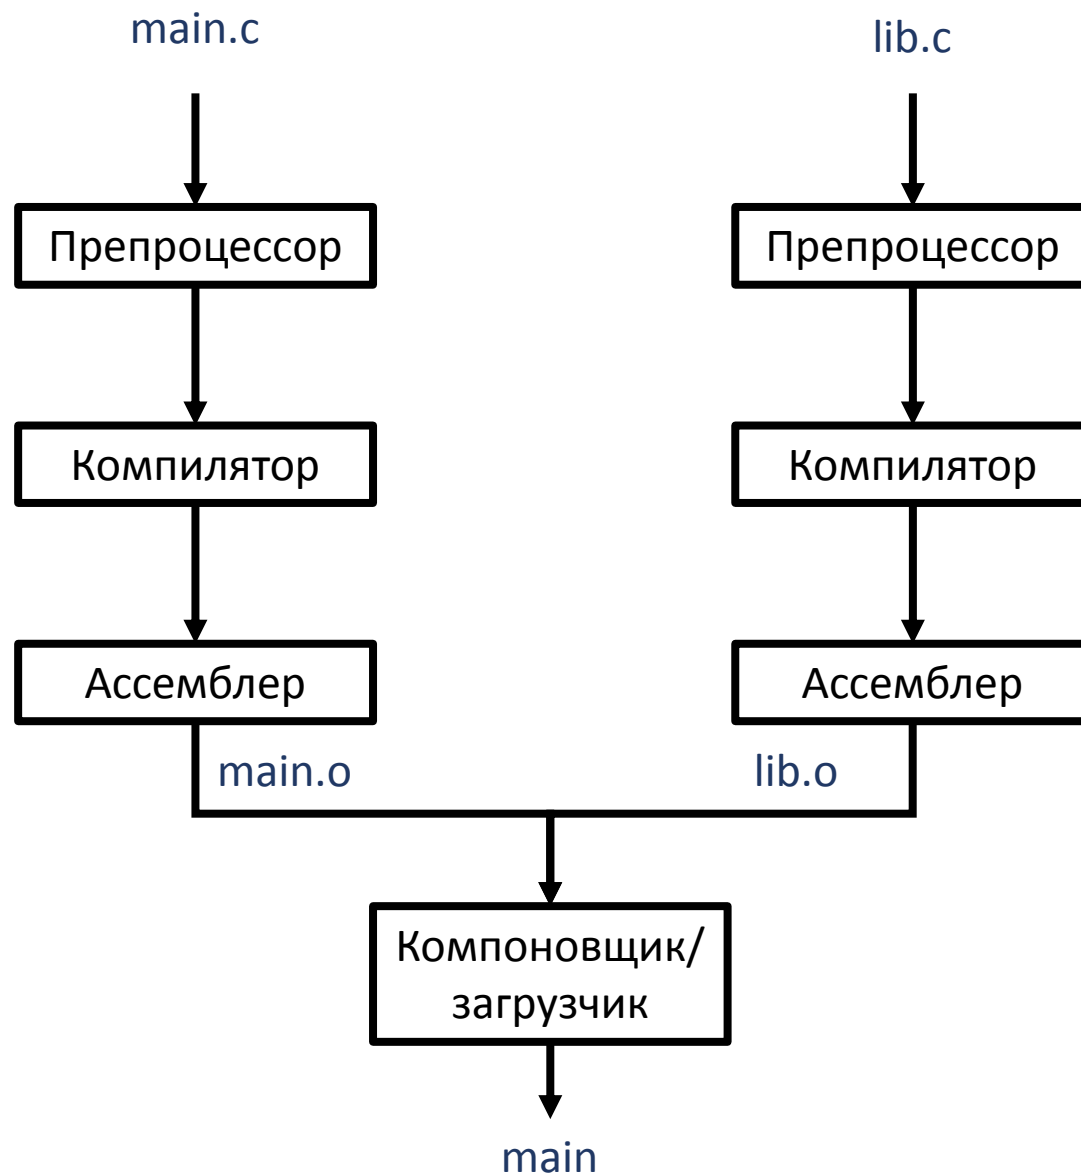 main.c
lib.c
Препроцессор
Препроцессор
Компилятор
Компилятор
Ассемблер
Ассемблер
main.o
lib.o
Компоновщик/
загрузчик
main